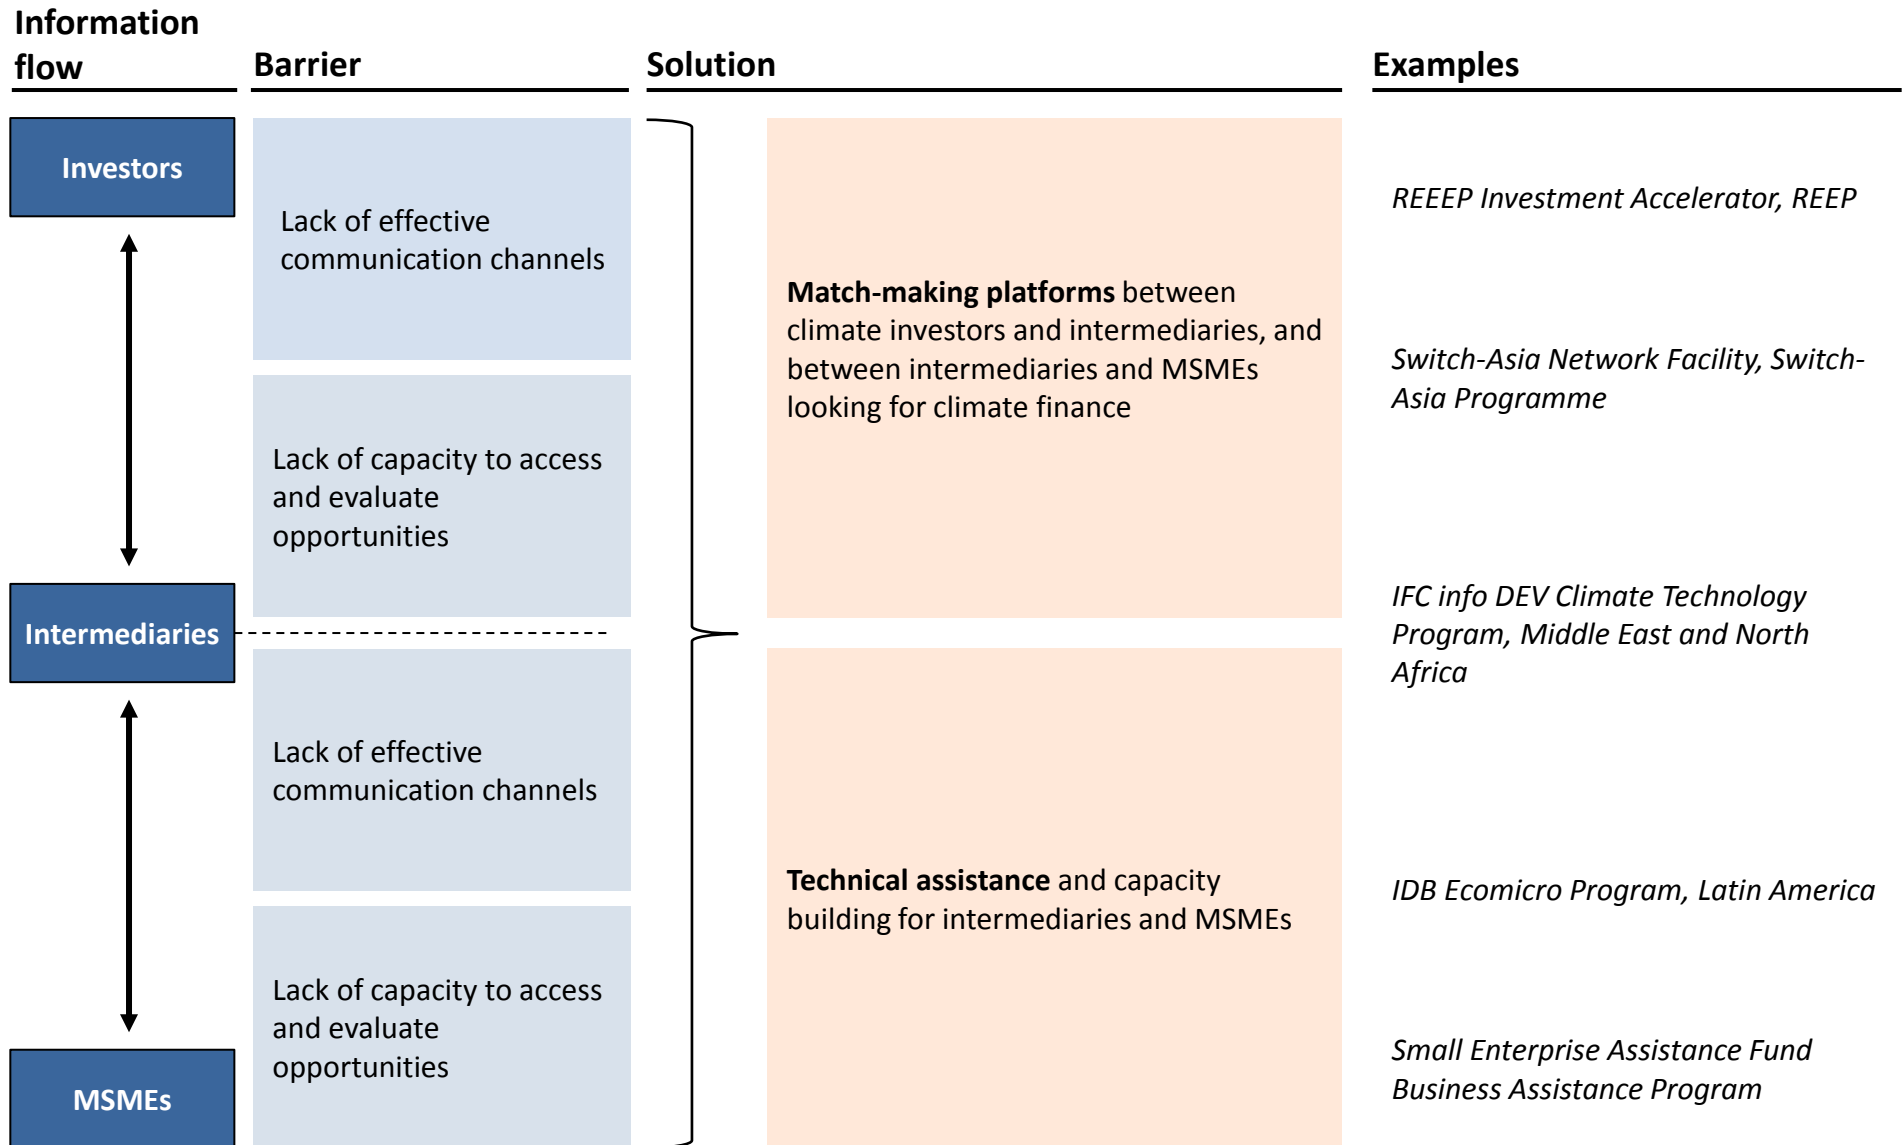 Information
flow
Barrier
Solution
Examples
Investors
Lack of effective
communication channels
Lack of capacity to access
and evaluate
opportunities
Intermediaries
Lack of effective
communication channels
Lack of capacity to access
and evaluate
opportunities
MSMEs
Match-making platforms between
climate investors and intermediaries, and
between intermediaries and MSMEs
looking for climate finance
Technical assistance and capacity
building for intermediaries and MSMEs
REEEP Investment Accelerator, REEP
Switch-Asia Network Facility, Switch-
Asia Programme
IFC info DEV Climate Technology
Program, Middle East and North
Africa
IDB Ecomicro Program, Latin America
Small Enterprise Assistance Fund
Business Assistance Program